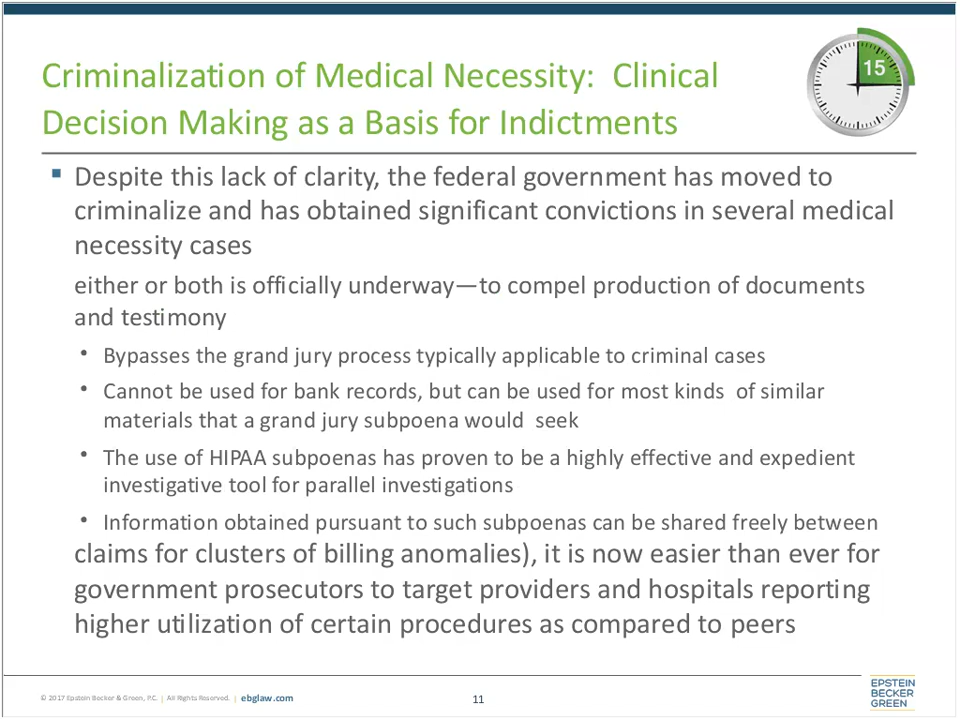 Criminalization of Medical Necessity: Clinical
Decision Making as a Basis for Indictments
15
Despite this lack of clarity, the federal government has moved to
criminalize and has obtained significant convictions in several medical
necessity cases
either or both is officially underway—to compel production of documents
and testimony
• Bypasses the grand jury process typically applicable to criminal cases
• Cannot be used for bank records, but can be used for most kinds of similar
materials that a grand jury subpoena would seek
• The use of HIPAA subpoenas has proven to be a highly effective and expedient
investigative tool for parallel investigations
• Information obtained pursuant to such subpoenas can be shared freely between
claims for clusters of billing anomalies), it is now easier than ever for
government prosecutors to target providers and hospitals reporting
higher utilization of certain procedures as compared to peers
© 2017 Epstein Becker & Green, P.C. | All Rights Reserved. | ebglaw.com
11
EPSTEIN
BECKER
GREEN